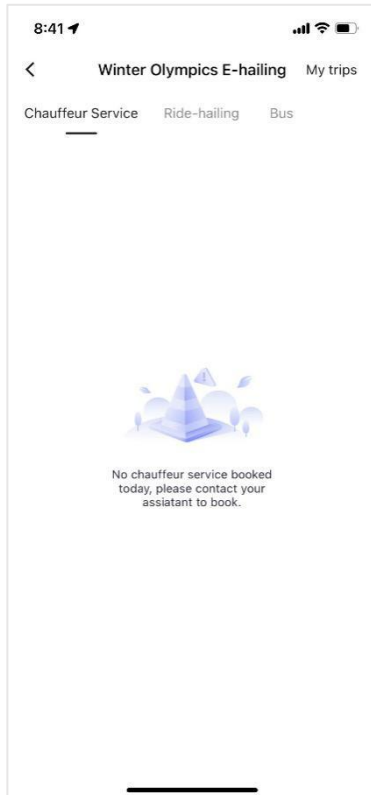 8:41
Winter Olympics E-hailing My trips
Chauffeur Service Ride-hailing Bus
No chauffeur service booked
today, please contact your
assiatant to book.